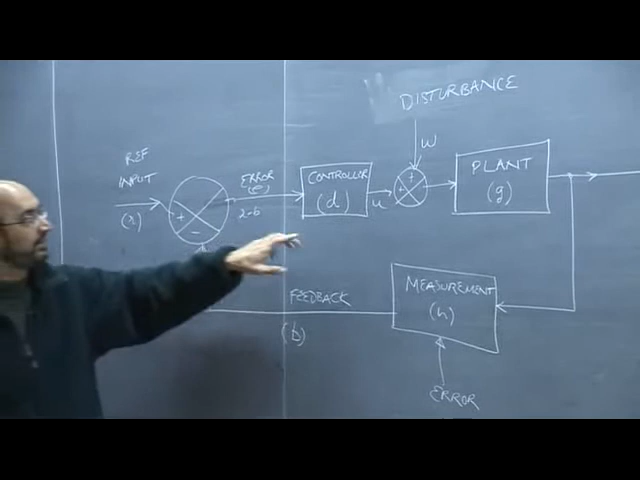 DISTURBANCE
W
REF
INPUT
(r)
+
−
ERROR
(e)
r-b
CONTROLLER
(d)
u
+
+
PLANT
(g)
FEEDBACK
(b)
MEASUREMENT
(h)
ERROR